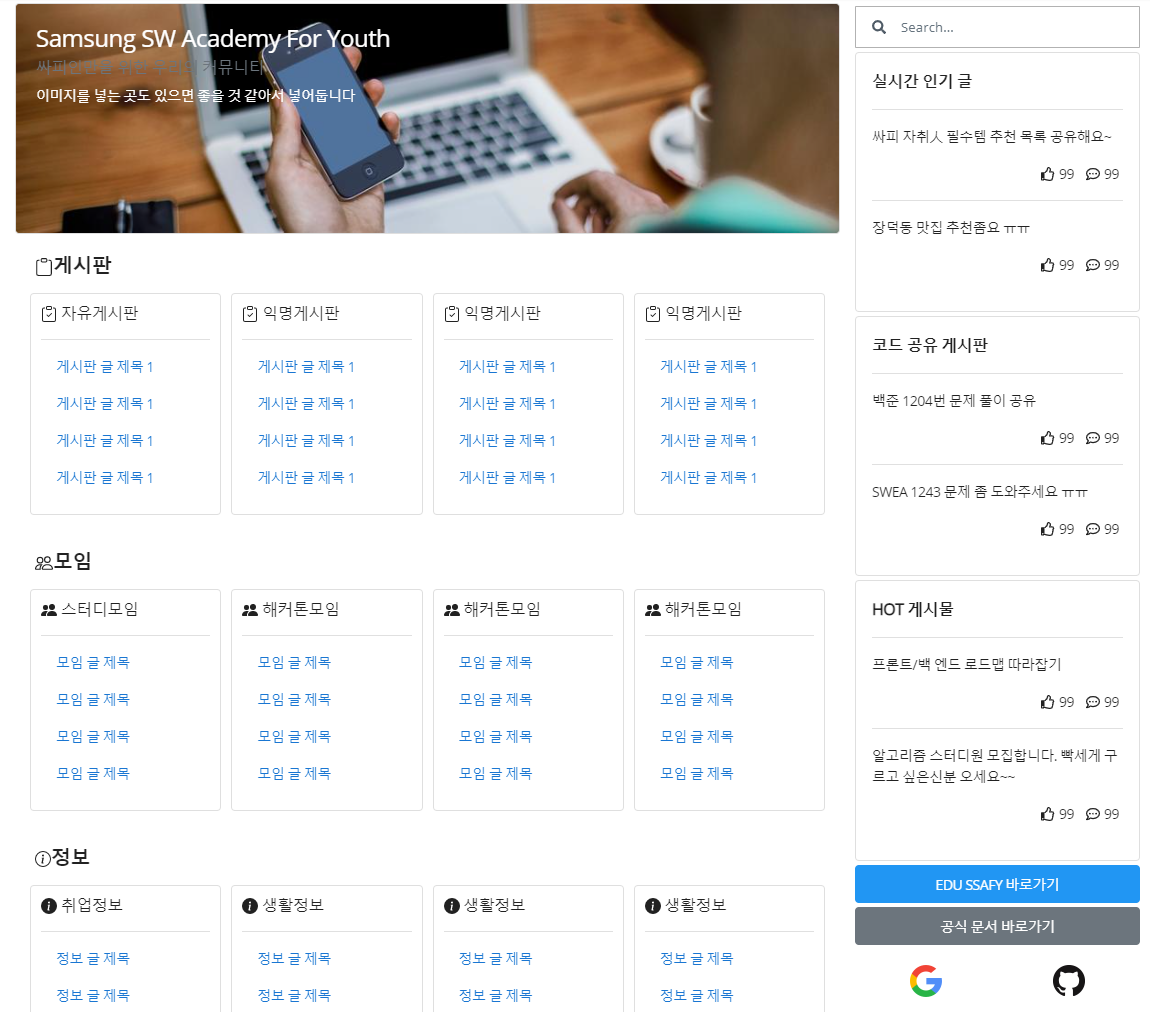 Samsung SW Academy For Youth
커뮤니티
이미지를 넣는 곳도 있으면 좋을 것 같아서 넣어둡니다
게시판
자유게시판
게시판 글 제목 1
게시판 글 제목 1
게시판 글 제목 1
게시판 글 제목 1
익명게시판
게시판 글 제목 1
게시판 글 제목 1
게시판 글 제목 1
게시판 글 제목 1
익명게시판
게시판 글 제목 1
게시판 글 제목 1
게시판 글 제목 1
게시판 글 제목 1
익명게시판
게시판 글 제목 1
게시판 글 제목 1
게시판 글 제목 1
게시판 글 제목 1
모임
스터디모임
모임 글 제목
모임 글 제목
모임 글 제목
모임 글 제목
해커톤모임
모임 글 제목
모임 글 제목
모임 글 제목
모임 글 제목
해커톤모임
모임 글 제목
모임 글 제목
모임 글 제목
모임 글 제목
해커톤모임
모임 글 제목
모임 글 제목
모임 글 제목
모임 글 제목
정보
취업정보
정보 글 제목
정보 글 제목
생활정보
정보 글 제목
정보 글 제목
생활정보
정보 글 제목
정보 글 제목
생활정보
정보 글 제목
정보 글 제목
Search...
실시간 인기 글
싸피 자취人 필수템 추천 목록 공유해요~
99 99
장덕동 맛집 추천좀요 ㅠㅠ
99 99
코드 공유 게시판
백준 1204번 문제 풀이 공유
99 99
SWEA 1243 문제 좀 도와주세요 ㅠㅠ
99 99
HOT 게시물
프론트/백 엔드 로드맵 따라잡기
99 99
알고리즘 스터디원 모집합니다. 빡세게 구
르고 싶은신분 오세요~~
99 99
EDU SSAFY 바로가기
공식 문서 바로가기